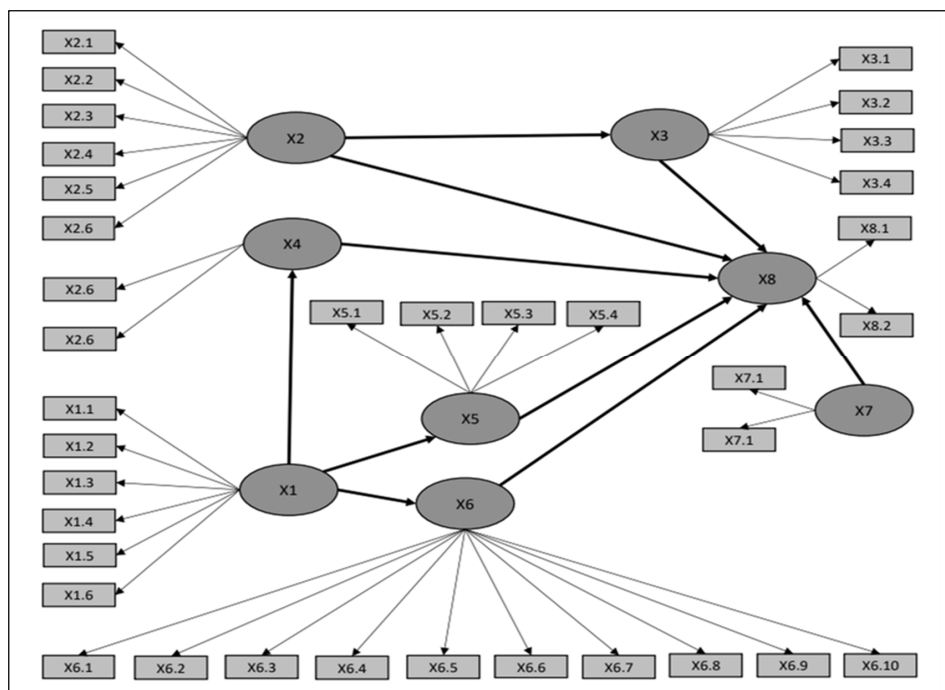 X2.1
X2.2
X2.3
X2.4
X2.5
X2.6
X2
X3
X3.1
X3.2
X3.3
X3.4
X4
X2.6
X2.6
X8
X8.1
X8.2
X5.1
X5.2
X5.3
X5.4
X5
X7.1
X7.1
X7
X1.1
X1.2
X1.3
X1.4
X1.5
X1.6
X1
X6
X6.1
X6.2
X6.3
X6.4
X6.5
X6.6
X6.7
X6.8
X6.9
X6.10